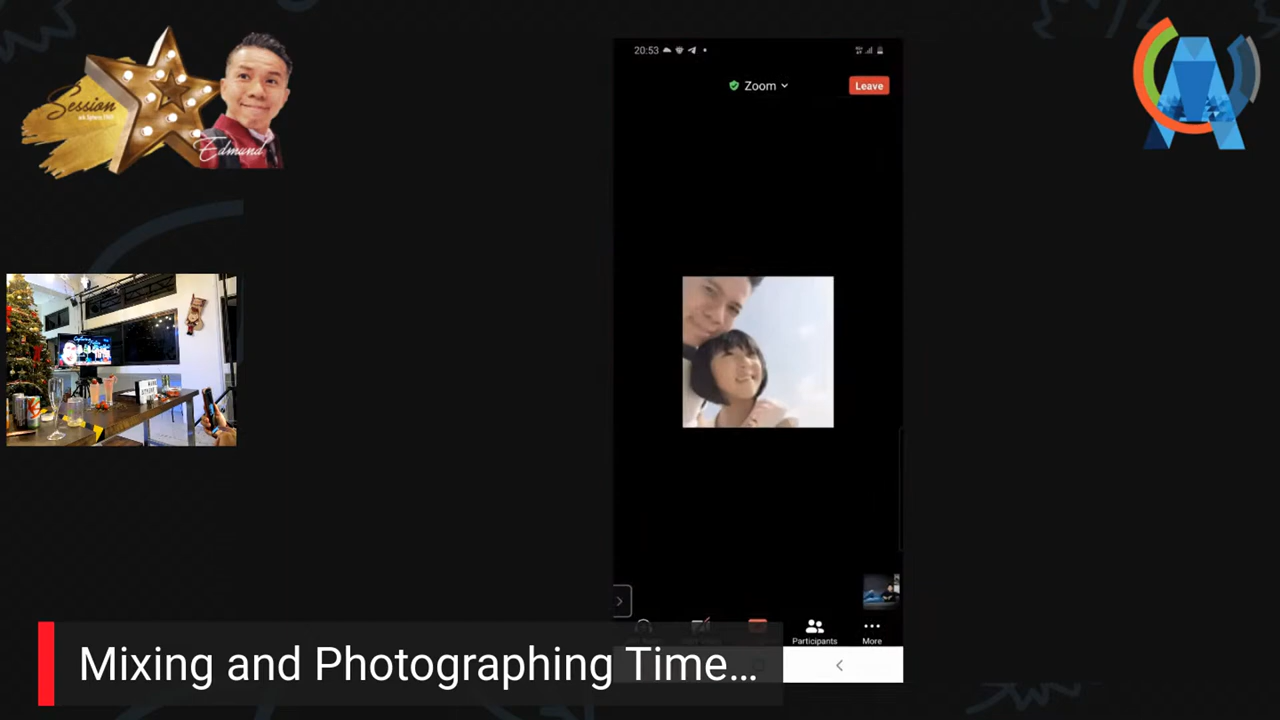 Session
Edmund
20:53
Zoom
Leave
Participants
More
Mixing and Photographing Time…